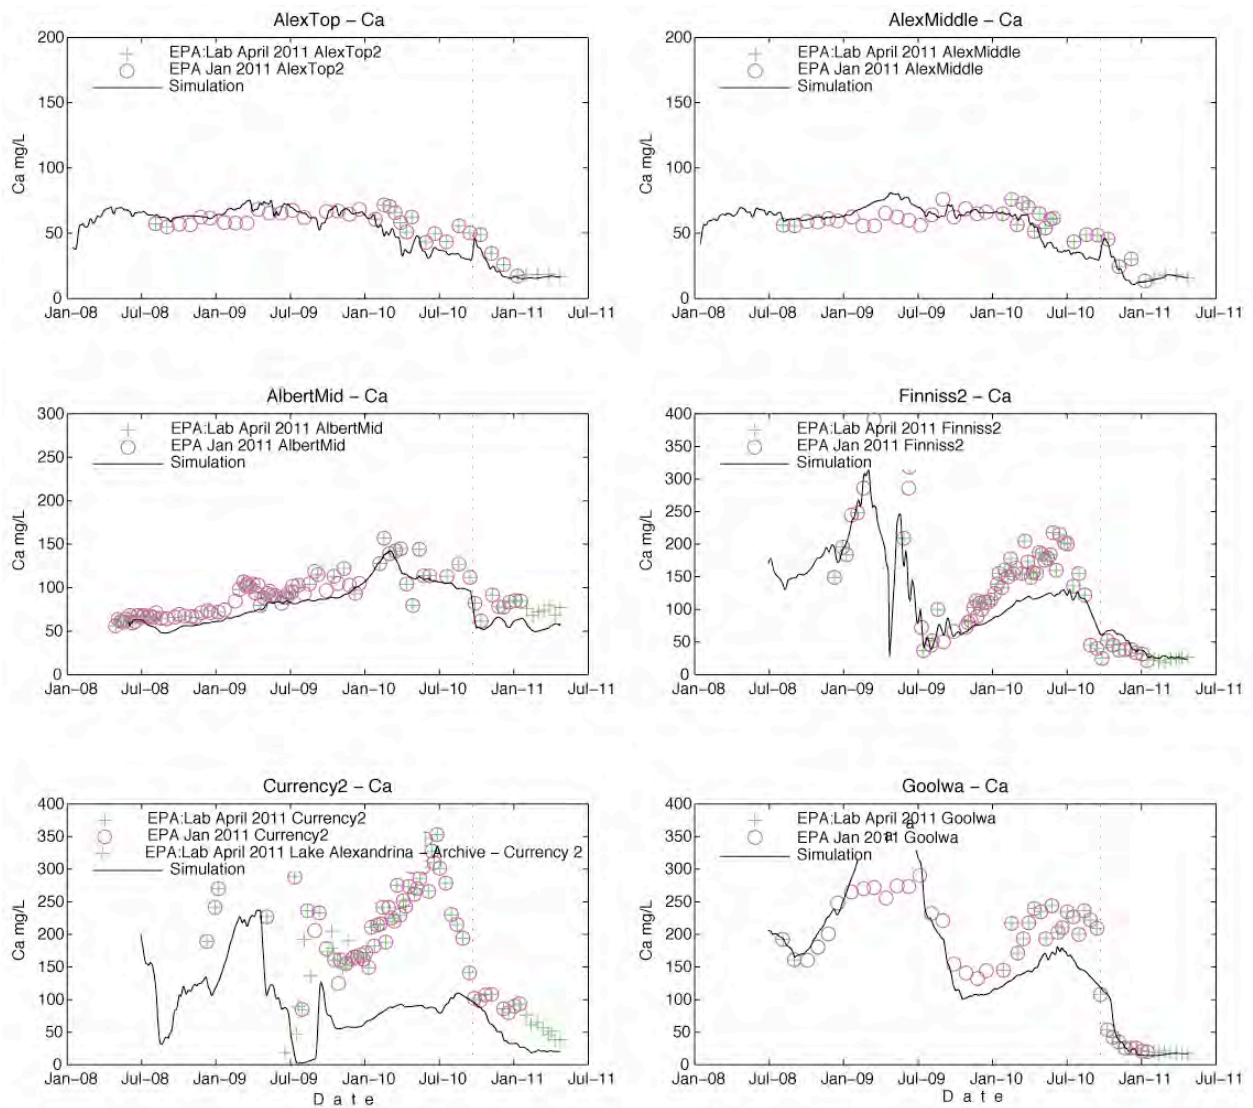 AlexTop – Ca
200
150
100
50
0
Ca mg/L
EPA:Lab April 2011 AlexTop2
EPA Jan 2011 AlexTop2
Simulation
Jan–08 Jul–08 Jan–09 Jul–09 Jan–10 Jul–10 Jan–11 Jul–11
AlexMiddle – Ca
200
150
100
50
0
Ca mg/L
EPA:Lab April 2011 AlexMiddle
EPA Jan 2011 AlexMiddle
Simulation
Jan–08 Jul–08 Jan–09 Jul–09 Jan–10 Jul–10 Jan–11 Jul–11
AlbertMid – Ca
300
250
200
150
100
50
0
Ca mg/L
EPA:Lab April 2011 AlbertMid
EPA Jan 2011 AlbertMid
Simulation
Jan–08 Jul–08 Jan–09 Jul–09 Jan–10 Jul–10 Jan–11 Jul–11
Finniss2 – Ca
400
350
300
250
200
150
100
50
0
Ca mg/L
EPA:Lab April 2011 Finniss2
EPA Jan 2011 Finniss2
Simulation
Jan–08 Jul–08 Jan–09 Jul–09 Jan–10 Jul–10 Jan–11 Jul–11
Currency2 – Ca
400
350
300
250
200
150
100
50
0
Ca mg/L
EPA:Lab April 2011 Currency2
EPA Jan 2011 Currency2
EPA:Lab April 2011 Lake Alexandrina – Archive – Currency 2
Simulation
Jan–08 Jul–08 Jan–09 Jul–09 Jan–10 Jul–10 Jan–11 Jul–11
Date
Goolwa – Ca
400
350
300
250
200
150
100
50
0
Ca mg/L
EPA:Lab April 2011 Goolwa
EPA Jan 2011 Goolwa
Simulation
Jan–08 Jul–08 Jan–09 Jul–09 Jan–10 Jul–10 Jan–11 Jul–11
Date